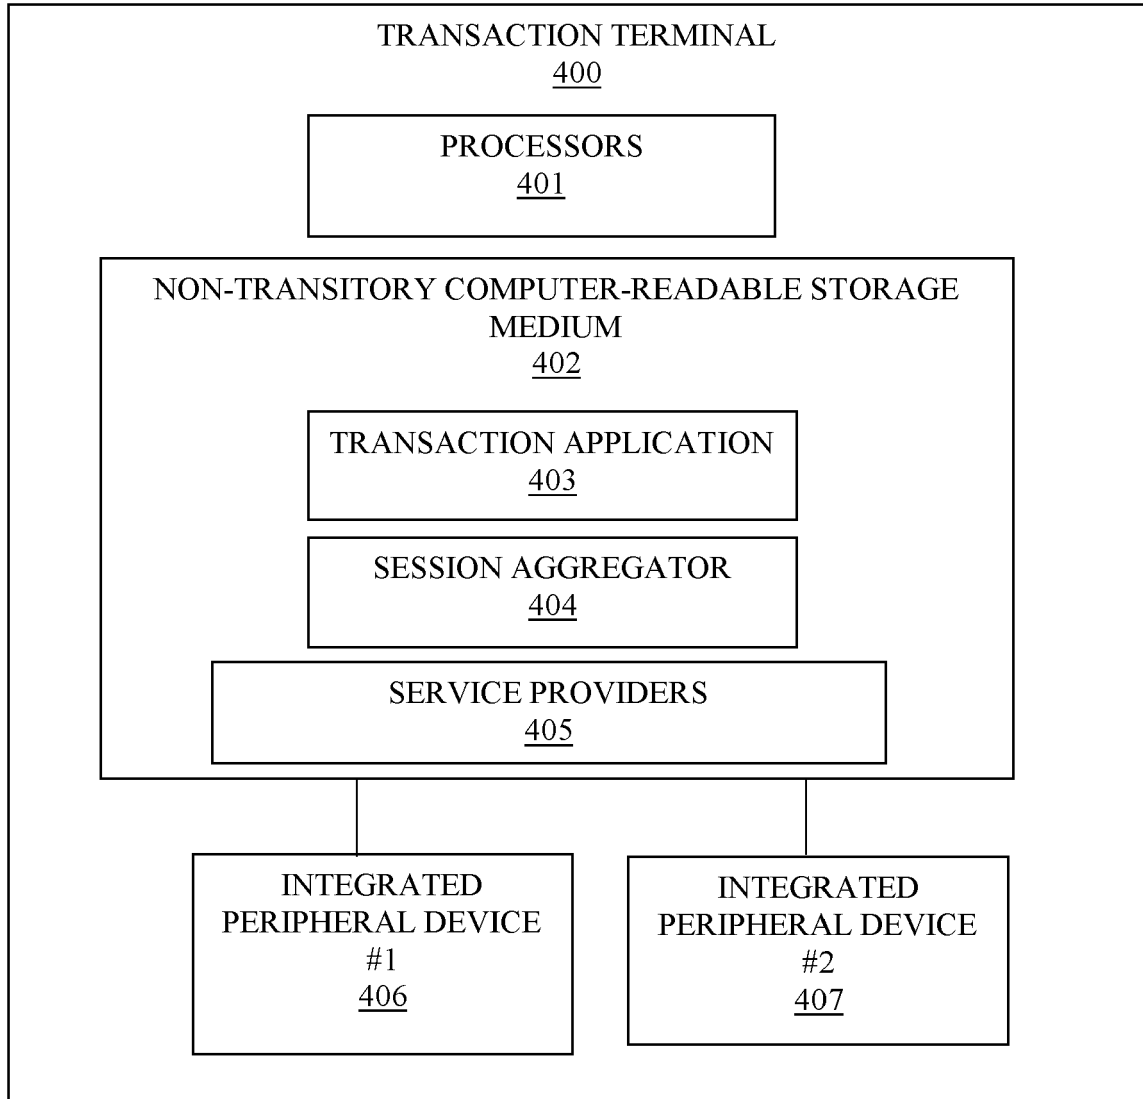 TRANSACTION TERMINAL
400
PROCESSORS
401
NON-TRANSITORY COMPUTER-READABLE STORAGE
MEDIUM
402
TRANSACTION APPLICATION
403
SESSION AGGREGATOR
404
SERVICE PROVIDERS
405
INTEGRATED
PERIPHERAL DEVICE
#1
406
INTEGRATED
PERIPHERAL DEVICE
#2
407